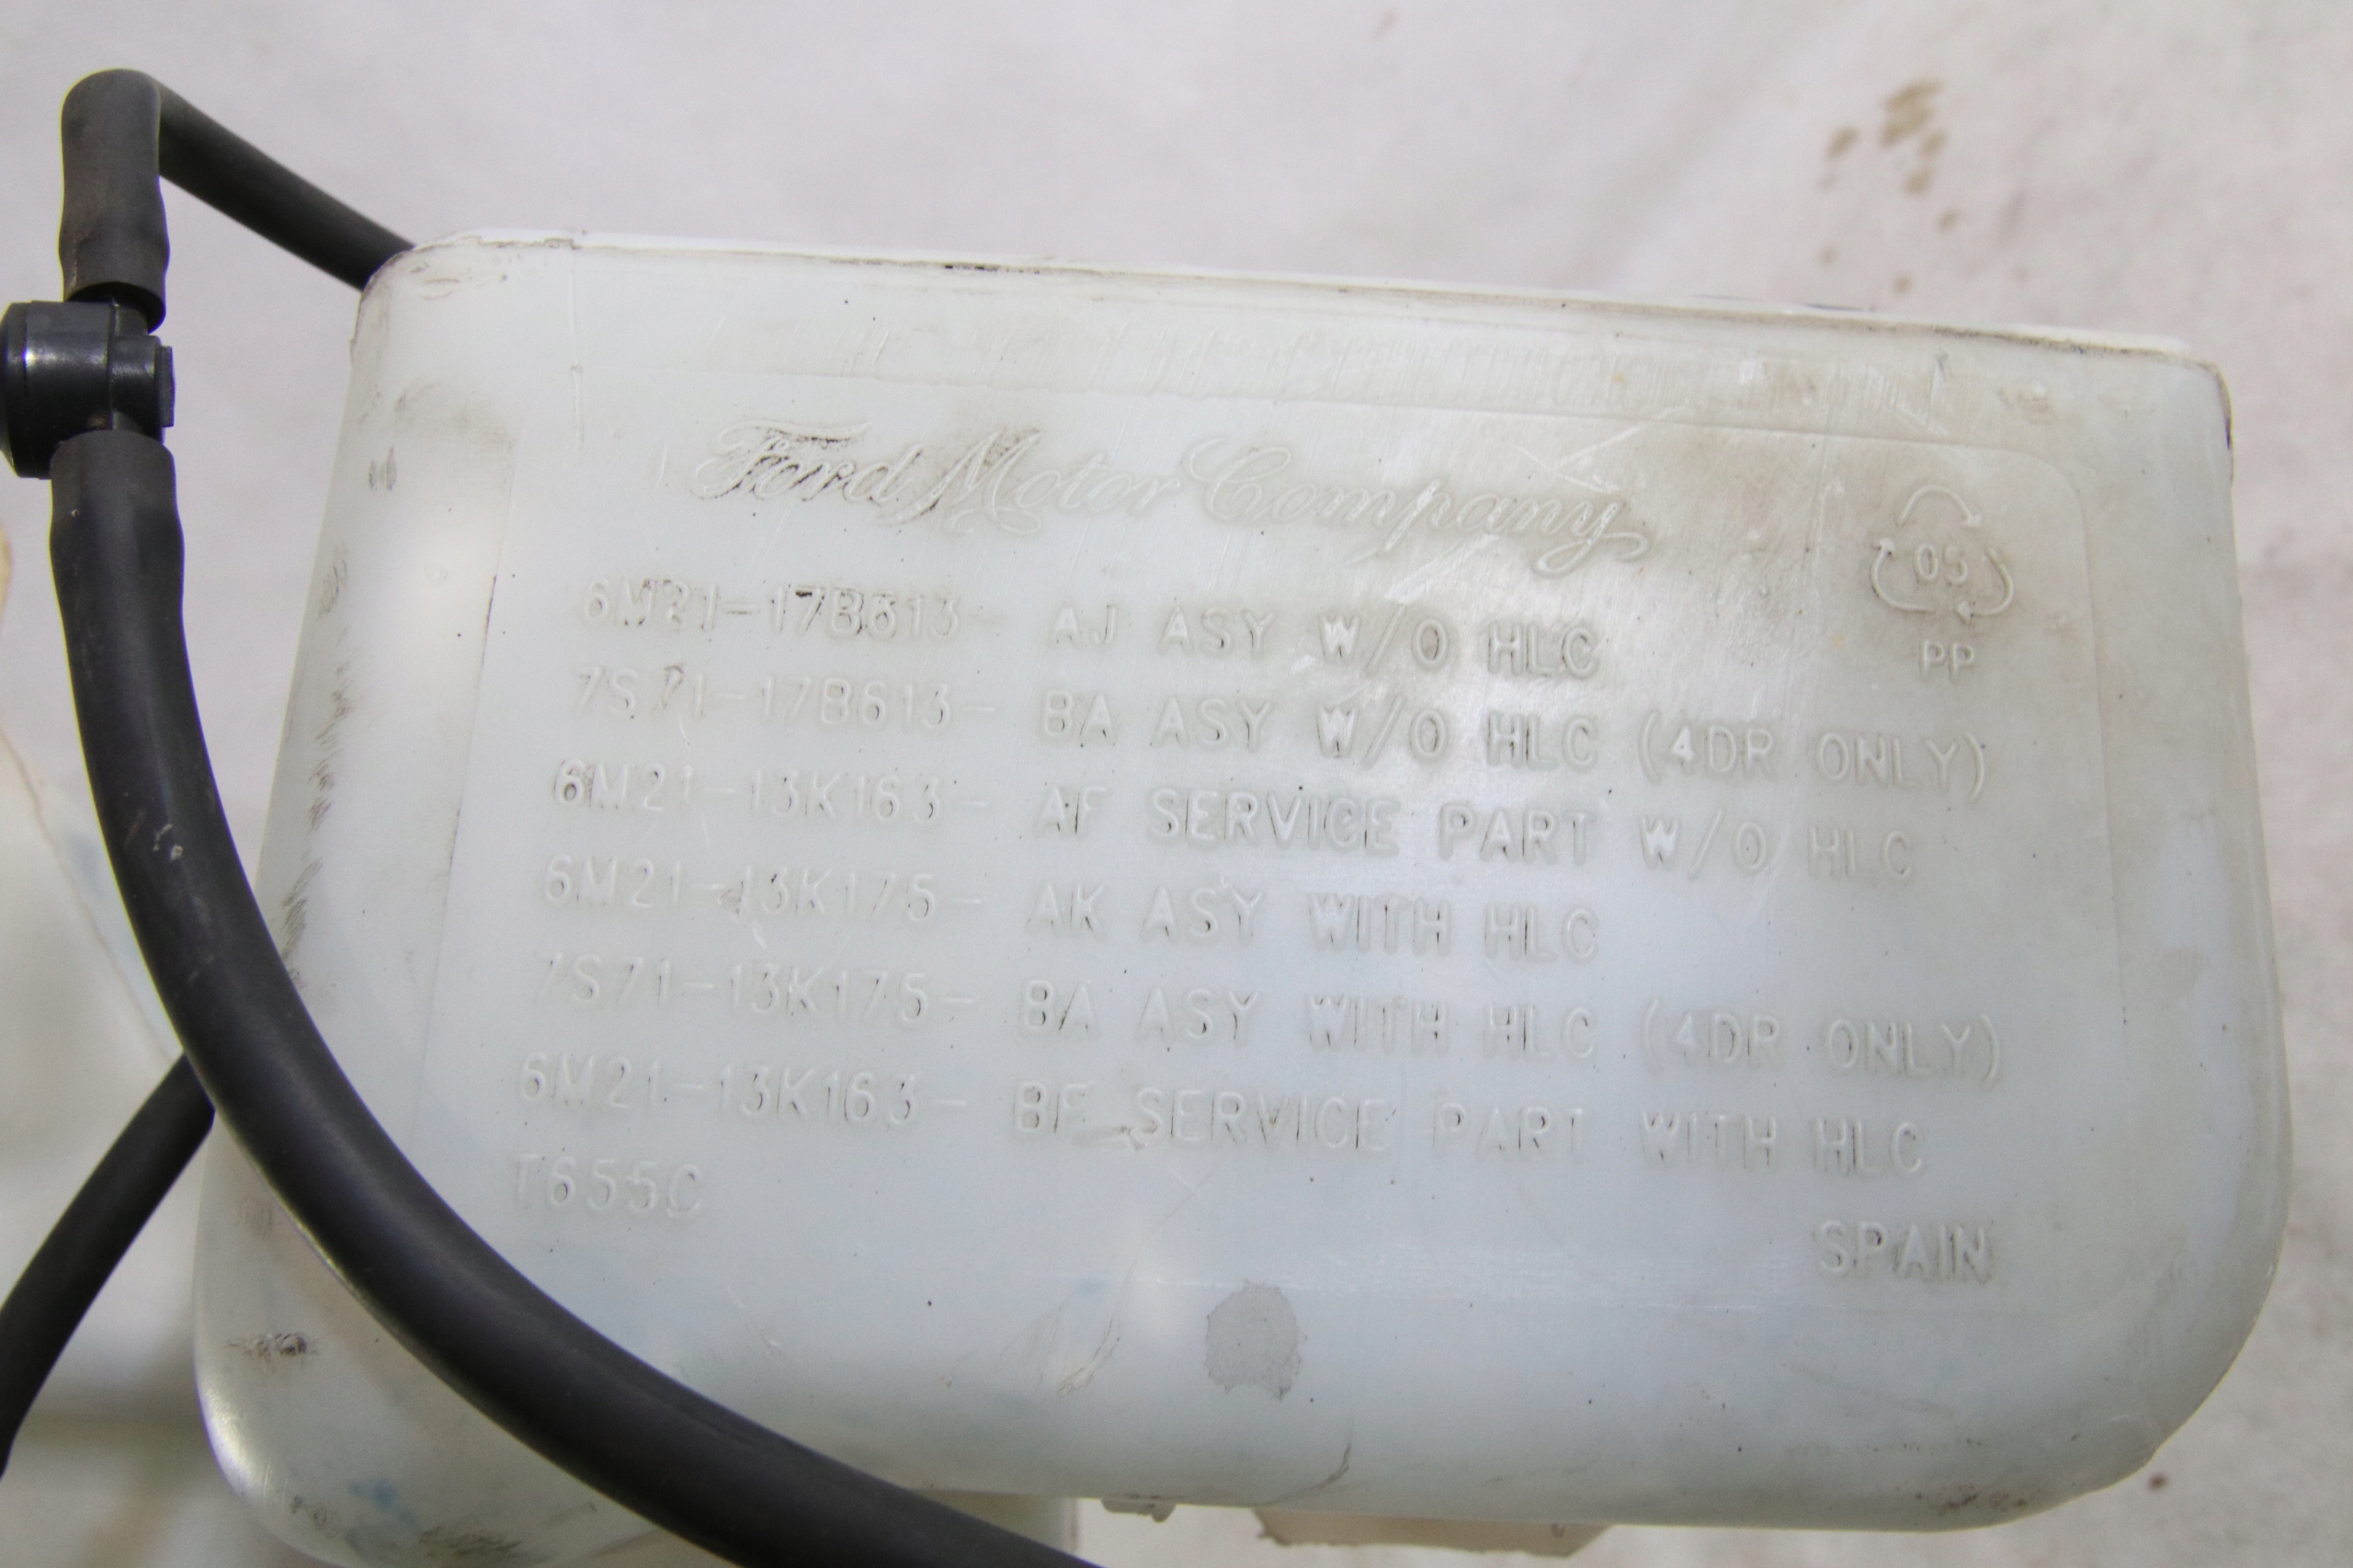 Ford Motor Company
05
PP
6M21-17B613- AJ ASY W/O HLC
7S71-17B613- BA ASY W/O HLC (4DR ONLY)
6M21-13K163- AF SERVICE PART W/O HLC
6M21-13K175- AK ASY WITH HLC
7S71-13K175- BA ASY WITH HLC (4DR ONLY)
6M21-13K163- BF SERVICE PART WITH HLC
T655C
SPAIN